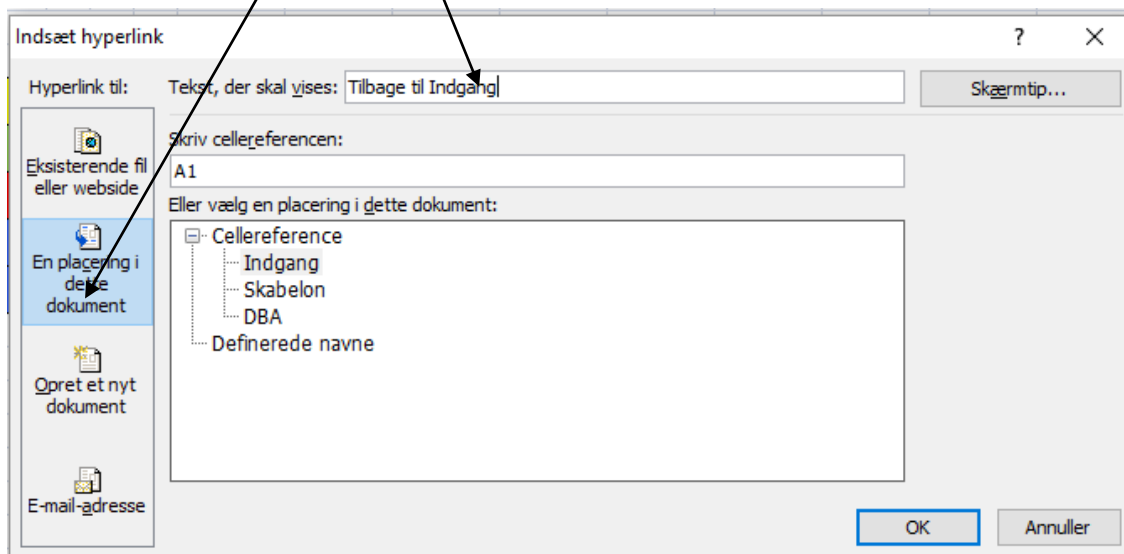 Indsæt hyperlink
?
Hyperlink til:
Tekst, der skal vises: Tilbage til Indgang
Skærmtip...
Eksisterende fil
eller webside
Skriv cellereferencen:
A1
Eller vælg en placering i dette dokument:
En placering i
dette
dokument
Cellereference
Indgang
Skabelon
DBA
Definerede navne
Opret et nyt
dokument
E-mail-adresse
OK
Annuller